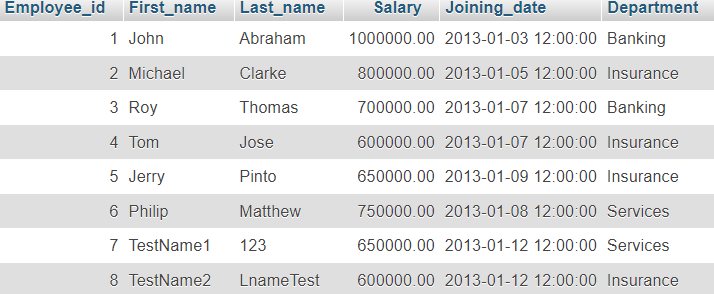 Employee_id First_name Last_name Salary Joining_date Department
1 John Abraham 1000000.00 2013-01-03 12:00:00 Banking
2 Michael Clarke 800000.00 2013-01-05 12:00:00 Insurance
3 Roy Thomas 700000.00 2013-01-07 12:00:00 Banking
4 Tom Jose 600000.00 2013-01-07 12:00:00 Insurance
5 Jerry Pinto 650000.00 2013-01-09 12:00:00 Insurance
6 Philip Matthew 750000.00 2013-01-08 12:00:00 Services
7 TestName1 123 650000.00 2013-01-12 12:00:00 Services
8 TestName2 LnameTest 600000.00 2013-01-12 12:00:00 Insurance